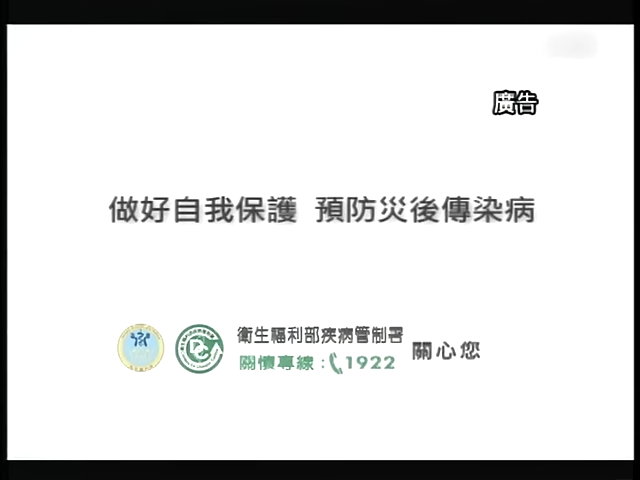 廣告
做好自我保護 預防災後傳染病
衛生福利部疾病管制署
關懷專線:1922
關心您